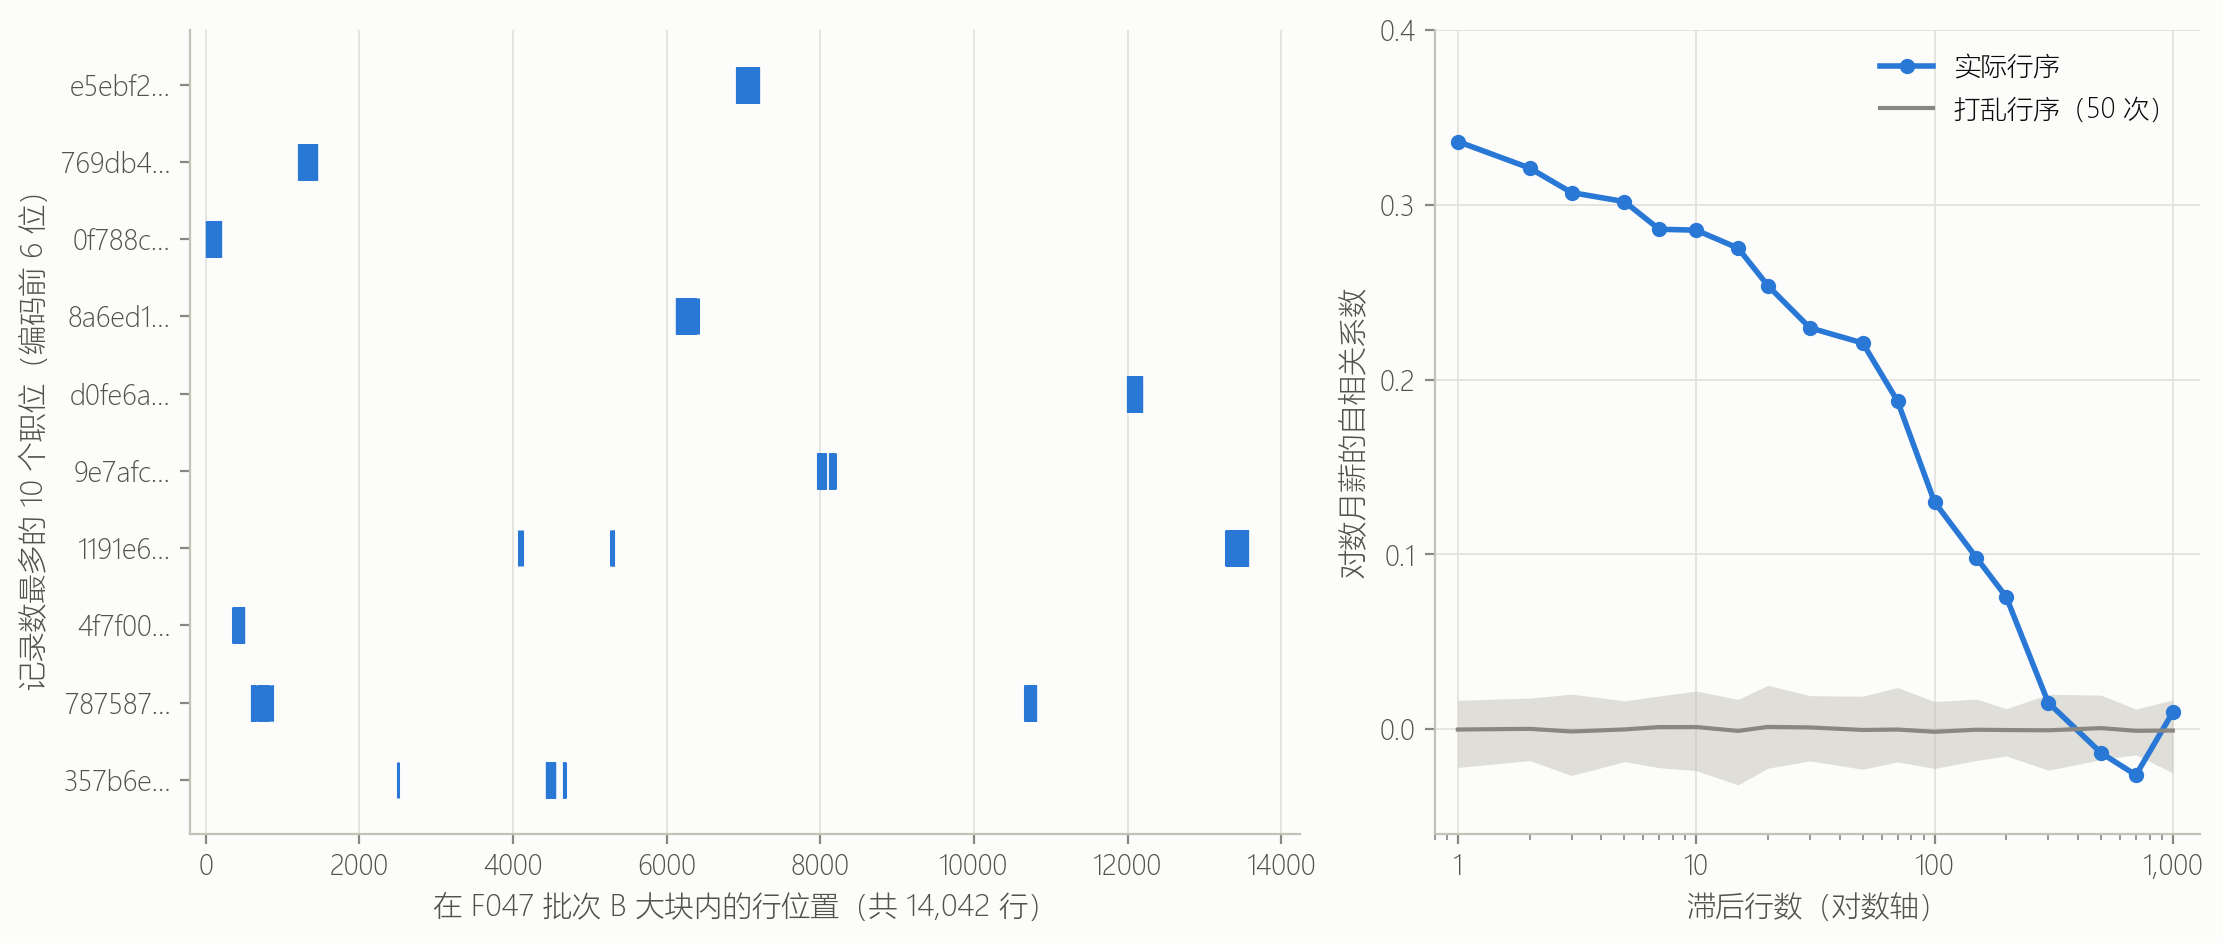 记录数最多的 10 个职位（编码前 6 位）
e5ebf2...
769db4...
0f788c...
8a6ed1...
d0fe6a...
9e7afc...
1191e6...
4f7f00...
787587...
357b6e...
0 2000 4000 6000 8000 10000 12000 14000
在 F047 批次 B 大块内的行位置（共 14,042 行）
对数月薪的自相关系数
0.4
0.3
0.2
0.1
0.0
实际行序
打乱行序（50 次）
1 10 100 1,000
滞后行数（对数轴）